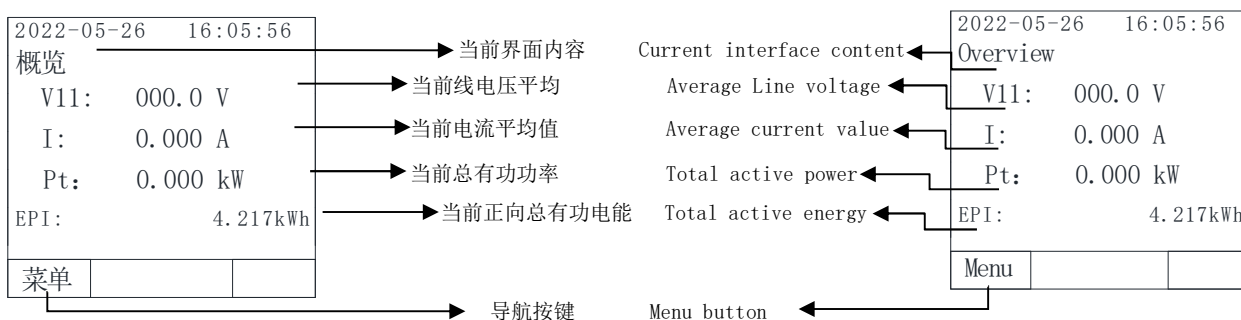 2022-05-26 16:05:56
概览
V11: 000.0 V
I: 0.000 A
Pt: 0.000 kW
EPI: 4.217kWh
菜单
当前界面内容
当前线电压平均
当前电流平均值
当前总有功功率
当前正向总有功电能
导航按键
Current interface content
Average Line voltage
Average current value
Total active power
Total active energy
Menu button
2022-05-26 16:05:56
Overview
V11: 000.0 V
I: 0.000 A
Pt: 0.000 kW
EPI: 4.217kWh
Menu